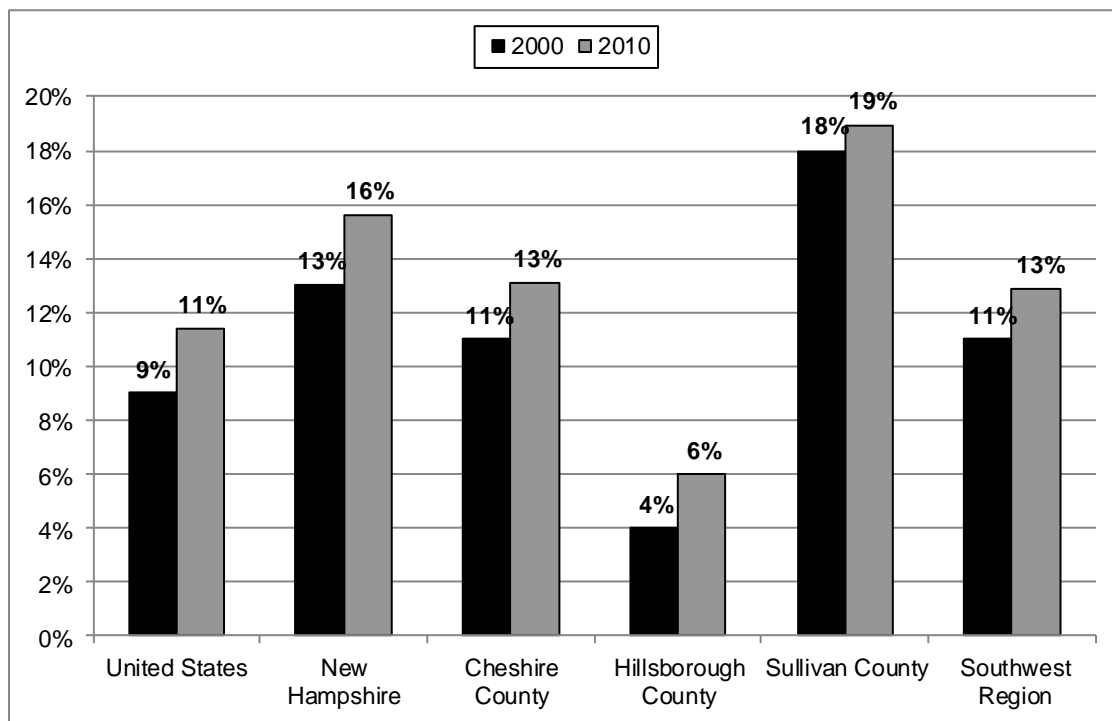 2000 2010
20%
18%
16%
14%
12%
10%
8%
6%
4%
2%
0%
9%
11%
13%
16%
11%
13%
4%
6%
18%
19%
11%
13%
United States
New
Hampshire
Cheshire
County
Hillsborough
County
Sullivan County
Southwest
Region